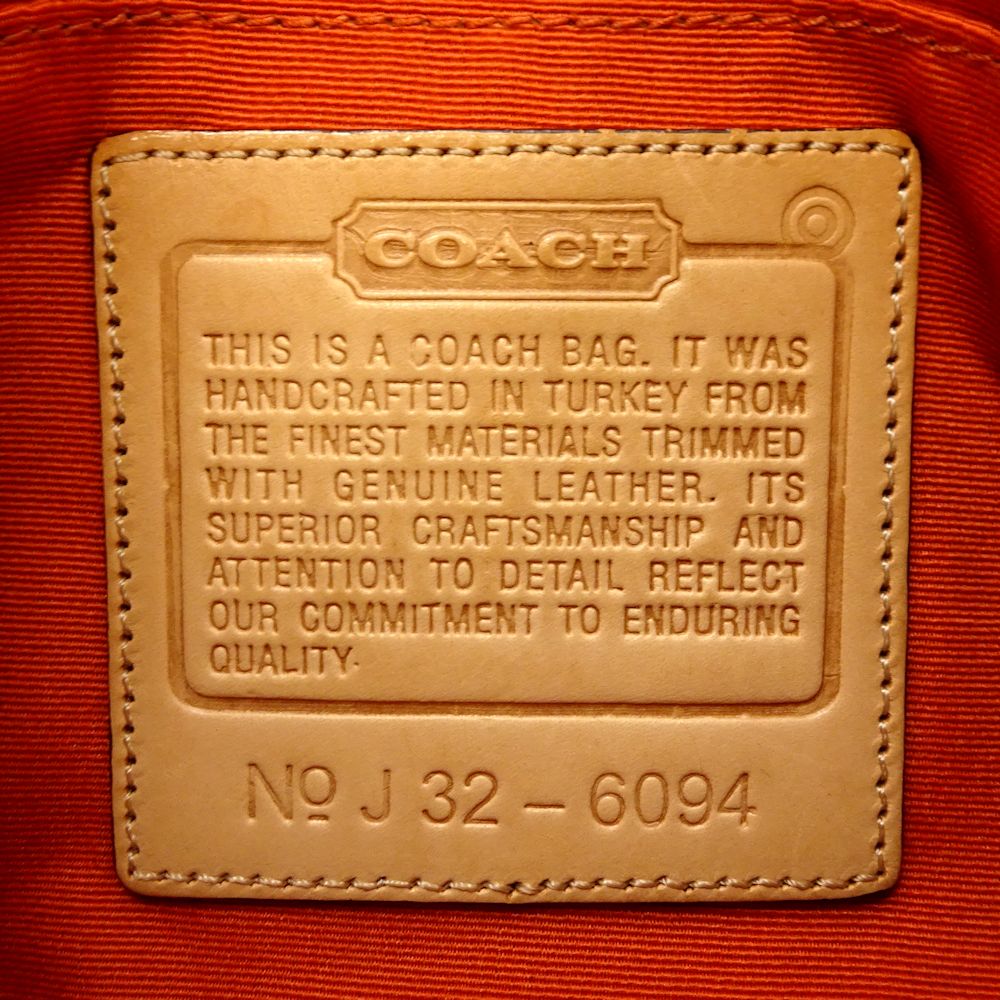 COACH
THIS IS A COACH BAG. IT WAS
HANDCRAFTED IN TURKEY FROM
THE FINEST MATERIALS TRIMMED
WITH GENUINE LEATHER. ITS
SUPERIOR CRAFTSMANSHIP AND
ATTENTION TO DETAIL REFLECT
OUR COMMITMENT TO ENDURING
QUALITY.
Nº J 32 – 6094